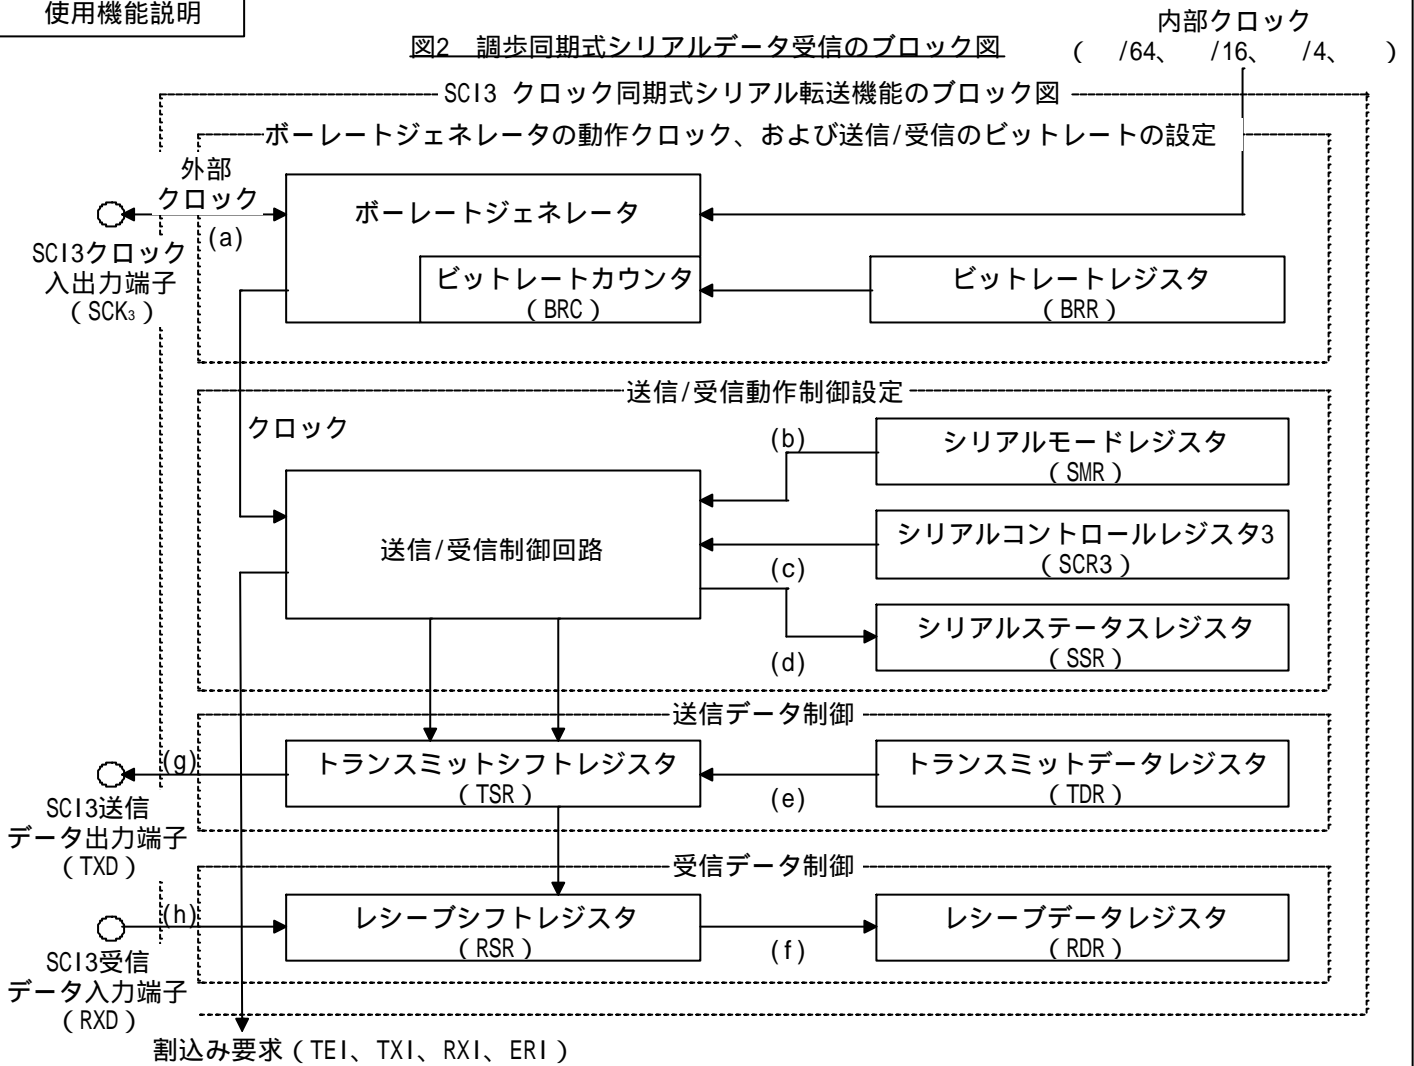 使用機能説明
図2　調歩同期式シリアルデータ受信のブロック図
内部クロック
(　/64、　/16、　/4、　)
SCI3 クロック同期式シリアル転送機能のブロック図
ボーレートジェネレータの動作クロック、および送信/受信のビットレートの設定
外部
クロック
(a)
SCI3クロック
入出力端子
(SCK₃)
ボーレートジェネレータ
ビットレートカウンタ
(BRC)
ビットレートレジスタ
(BRR)
送信/受信動作制御設定
クロック
(b)
シリアルモードレジスタ
(SMR)
送信/受信制御回路
シリアルコントロールレジスタ3
(SCR3)
(c)
シリアルステータスレジスタ
(SSR)
(d)
送信データ制御
(g)
トランスミットシフトレジスタ
(TSR)
(e)
トランスミットデータレジスタ
(TDR)
SCI3送信
データ出力端子
(TXD)
受信データ制御
(h)
レシーブシフトレジスタ
(RSR)
(f)
レシーブデータレジスタ
(RDR)
SCI3受信
データ入力端子
(RXD)
割込み要求(TEI、TXI、RXI、ERI)